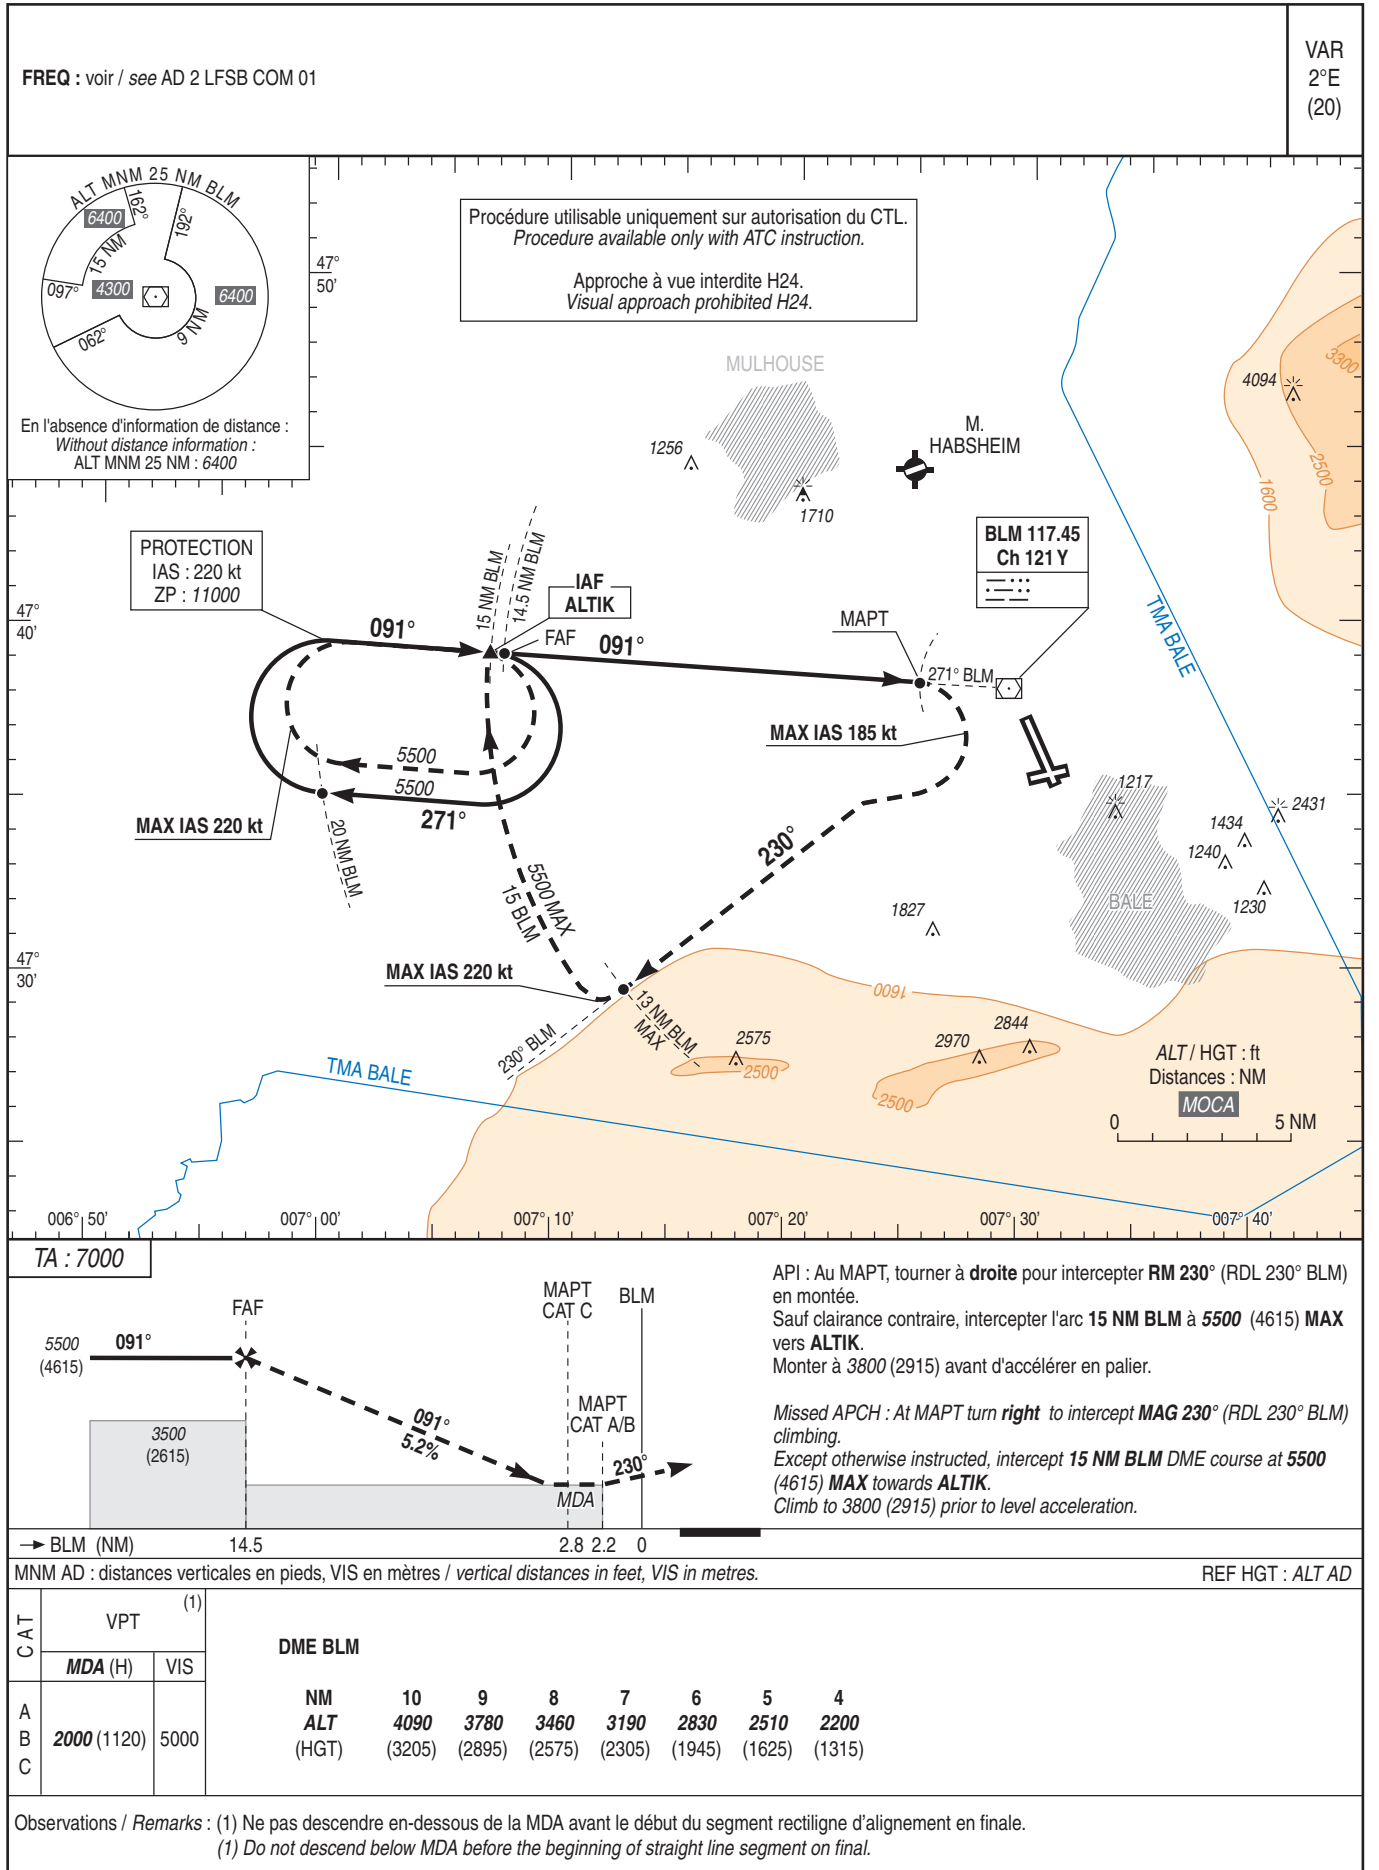 FREQ : voir / see AD 2 LFSB COM 01
VAR
2°E
(20)
ALT MNM 25 NM BLM
162°
192°
6400
15 NM
097°
4300
6400
062°
9 NM
En l'absence d'information de distance :
Without distance information :
ALT MNM 25 NM : 6400
47°
50'
Procédure utilisable uniquement sur autorisation du CTL.
Procedure available only with ATC instruction.
Approche à vue interdite H24.
Visual approach prohibited H24.
MULHOUSE
1256
1710
M.
HABSHEIM
4094
3300
2500
1600
BLM 117.45
Ch 121 Y
PROTECTION
IAS : 220 kt
ZP : 11000
47°
40'
15 NM BLM
14.5 NM BLM
IAF
ALTIK
FAF
091°
091°
MAPT
271° BLM
TMA BALE
MAX IAS 185 kt
5500
5500
271°
MAX IAS 220 kt
20 NM BLM
230°
5500 MAX
15 BLM
1217
2431
1434
1240
1230
BALE
1827
47°
30'
MAX IAS 220 kt
1600
230° BLM
13 NM BLM
MAX
2575
2500
2970
2844
2500
TMA BALE
ALT / HGT : ft
Distances : NM
MOCA
0 5 NM
006° 50' 007° 00' 007° 10' 007° 20' 007° 30' 007° 40'
TA : 7000
FAF
MAPT
CAT C
BLM
5500
(4615)
091°
3500
(2615)
091°
5.2%
MAPT
CAT A/B
230°
MDA
BLM (NM) 14.5 2.8 2.2 0
API : Au MAPT, tourner à droite pour intercepter RM 230° (RDL 230° BLM)
en montée.
Sauf clairance contraire, intercepter l'arc 15 NM BLM à 5500 (4615) MAX
vers ALTIK.
Monter à 3800 (2915) avant d'accélérer en palier.
Missed APCH : At MAPT turn right to intercept MAG 230° (RDL 230° BLM)
climbing.
Except otherwise instructed, intercept 15 NM BLM DME course at 5500
(4615) MAX towards ALTIK.
Climb to 3800 (2915) prior to level acceleration.
MNM AD : distances verticales en pieds, VIS en mètres / vertical distances in feet, VIS in metres.
REF HGT : ALT AD
CAT
VPT (1)
MDA (H) VIS
A
B
C
2000 (1120) 5000
DME BLM
NM 10 9 8 7 6 5 4
ALT 4090 3780 3460 3190 2830 2510 2200
(HGT) (3205) (2895) (2575) (2305) (1945) (1625) (1315)
Observations / Remarks : (1) Ne pas descendre en-dessous de la MDA avant le début du segment rectiligne d'alignement en finale.
(1) Do not descend below MDA before the beginning of straight line segment on final.